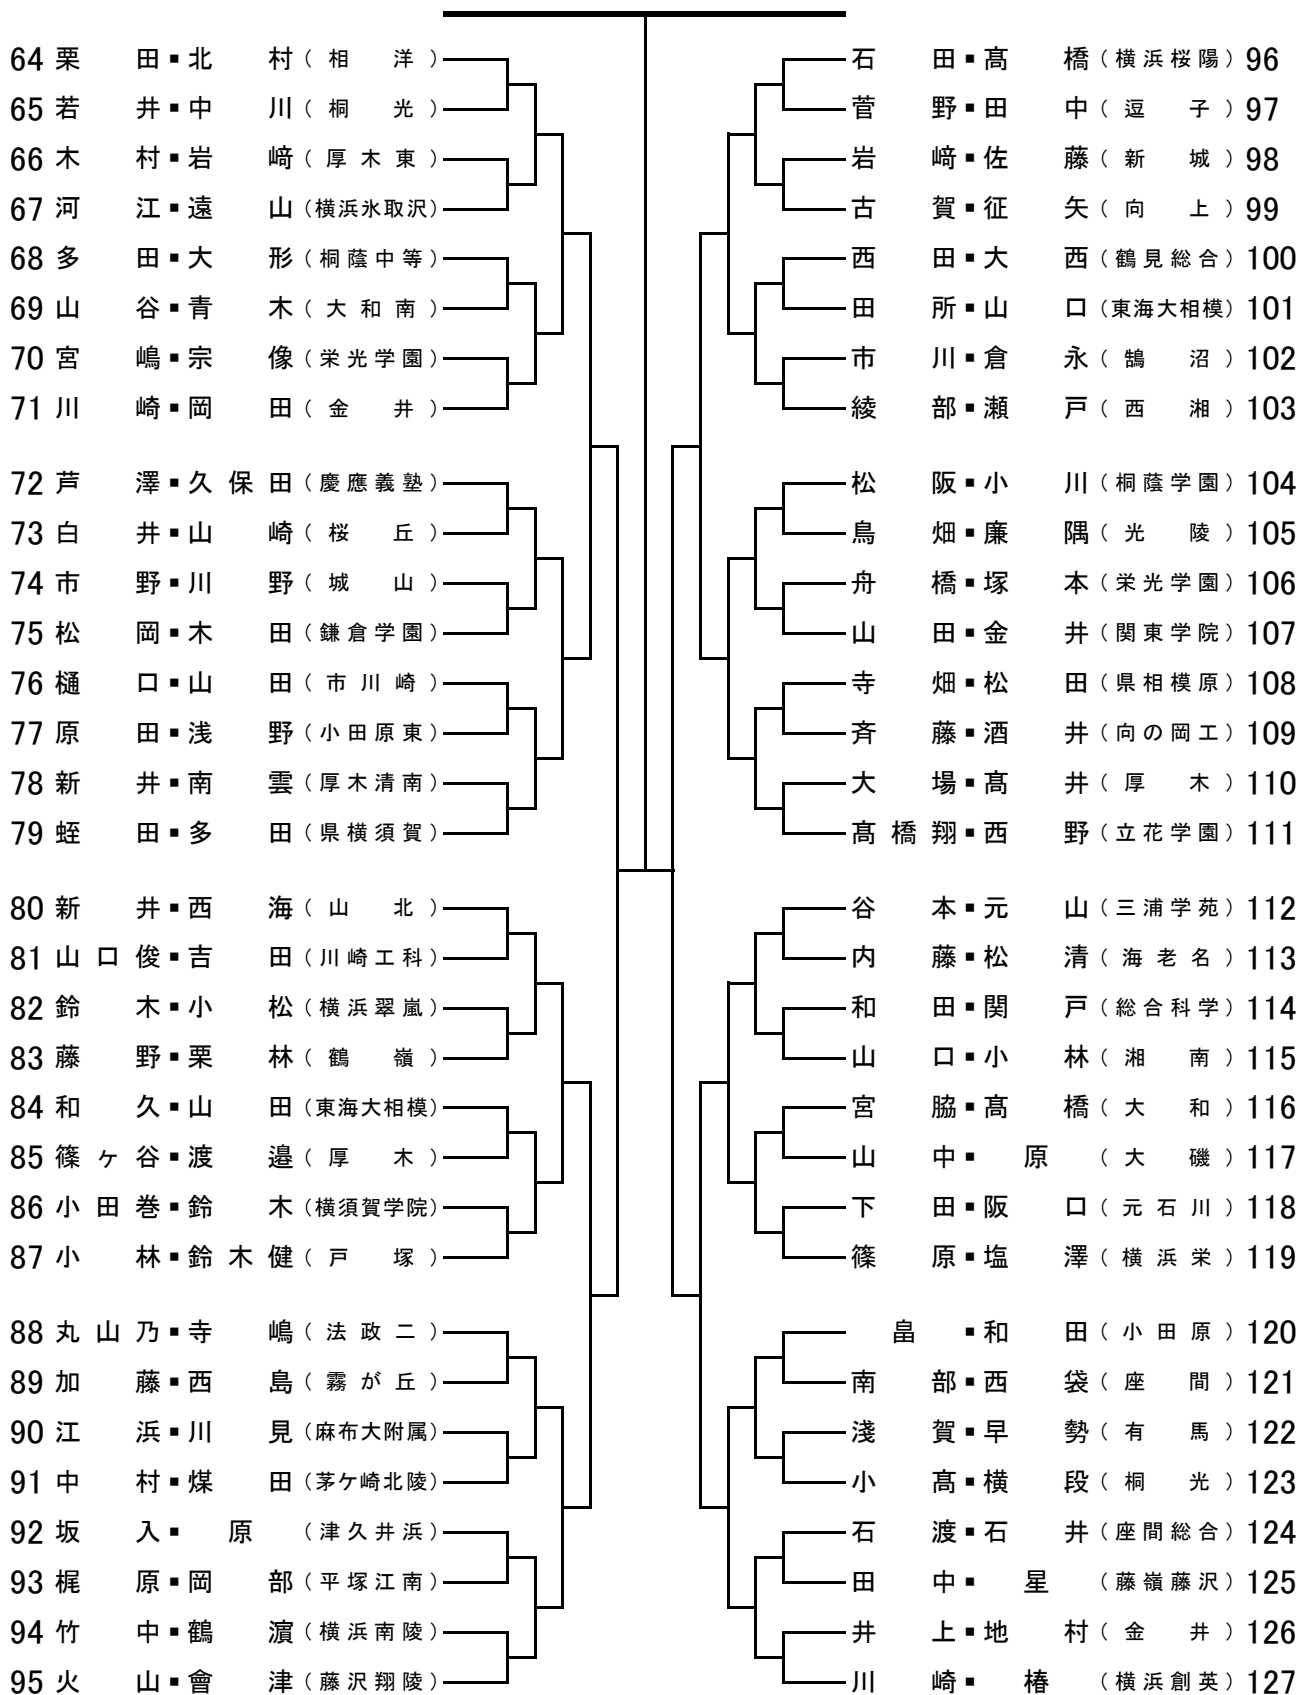 64 栗田・北村（相洋）
65 若井・中川（桐光）
66 木村・岩﨑（厚木東）
67 河江・遠山（横浜氷取沢）
68 多田・大形（桐蔭中等）
69 山谷・青木（大和南）
70 宮嶋・宗像（栄光学園）
71 川崎・岡田（金井）
72 芦澤・久保田（慶應義塾）
73 白井・山崎（桜丘）
74 市野・川野（城山）
75 松岡・木田（鎌倉学園）
76 樋口・山田（市川崎）
77 原田・浅野（小田原東）
78 新井・南雲（厚木清南）
79 蛭田・多田（県横須賀）
80 新井・西海（山北）
81 山口俊・吉田（川崎工科）
82 鈴木・小松（横浜翠嵐）
83 藤野・栗林（鶴嶺）
84 和久・山田（東海大相模）
85 篠ヶ谷・渡邉（厚木）
86 小田巻・鈴木（横須賀学院）
87 小林・鈴木健（戸塚）
88 丸山乃・寺嶋（法政二）
89 加藤・西島（霧が丘）
90 江浜・川見（麻布大附属）
91 中村・煤田（茅ケ崎北陵）
92 坂入・原（津久井浜）
93 梶原・岡部（平塚江南）
94 竹中・鶴濵（横浜南陵）
95 火山・會津（藤沢翔陵）
石田・髙橋（横浜桜陽）96
菅野・田中（逗子）97
岩﨑・佐藤（新城）98
古賀・征矢（向上）99
西田・大西（鶴見総合）100
田所・山口（東海大相模）101
市川・倉永（鵠沼）102
綾部・瀬戸（西湘）103
松阪・小川（桐蔭学園）104
鳥畑・廉隅（光陵）105
舟橋・塚本（栄光学園）106
山田・金井（関東学院）107
寺畑・松田（県相模原）108
斉藤・酒井（向の岡工）109
大場・髙井（厚木）110
髙橋翔・西野（立花学園）111
谷本・元山（三浦学苑）112
内藤・松清（海老名）113
和田・関戸（総合科学）114
山口・小林（湘南）115
宮脇・髙橋（大和）116
山中・原（大磯）117
下田・阪口（元石川）118
篠原・塩澤（横浜栄）119
畠・和田（小田原）120
南部・西袋（座間）121
淺賀・早勢（有馬）122
小髙・横段（桐光）123
石渡・石井（座間総合）124
田中・星（藤嶺藤沢）125
井上・地村（金井）126
川崎・椿（横浜創英）127